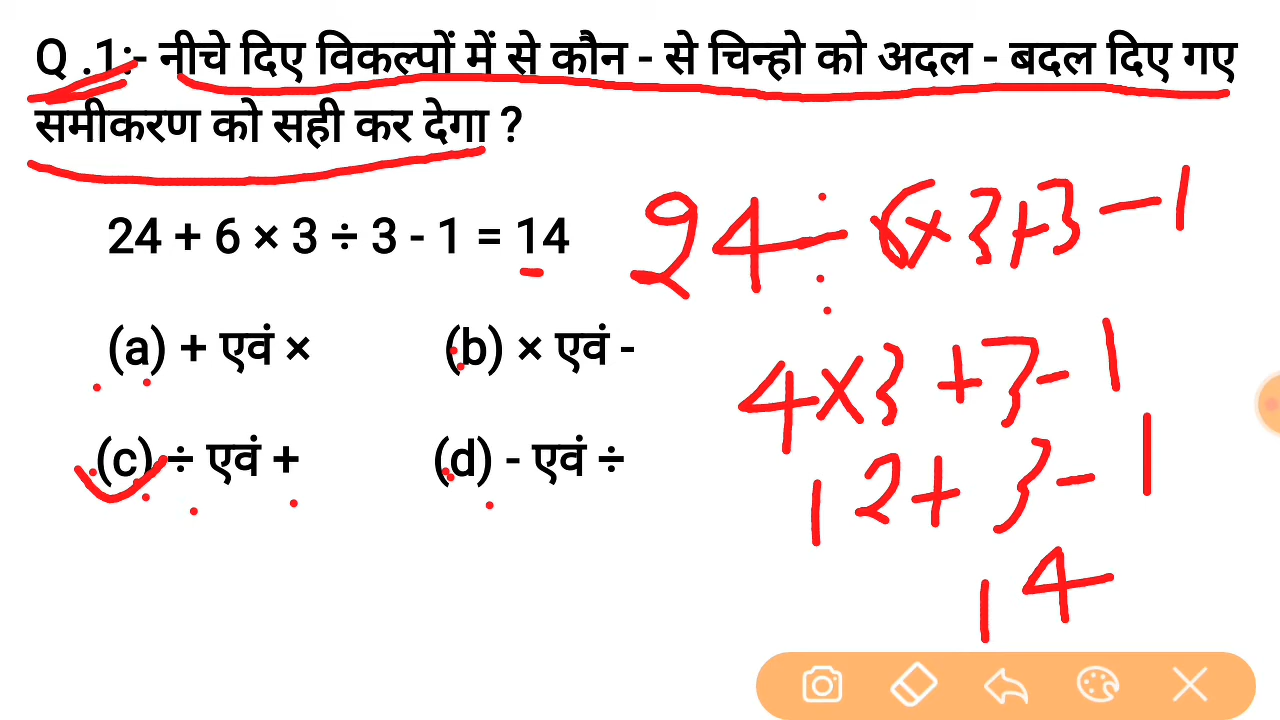 Q .1:- नीचे दिए विकल्पों में से कौन - से चिन्हो को अदल - बदल दिए गए
समीकरण को सही कर देगा ?
24 + 6 × 3 ÷ 3 - 1 = 14
(a) + एवं × (b) × एवं -
(c) ÷ एवं + (d) - एवं ÷
24 ÷ 6 × 3 + 3 - 1
4 × 3 + 3 - 1
12 + 3 - 1
14